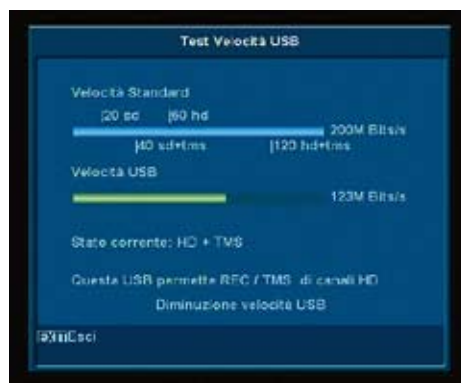 Test Velocità USB
Velocità Standard
|20 sd |60 hd
200M Bits/s
|40 sd+tms |120 hd+tms
Velocità USB
123M Bits/s
Stato corrente: HD + TMS
Questa USB permette REC / TMS di canali HD
Diminuzione velocità USB
Esci